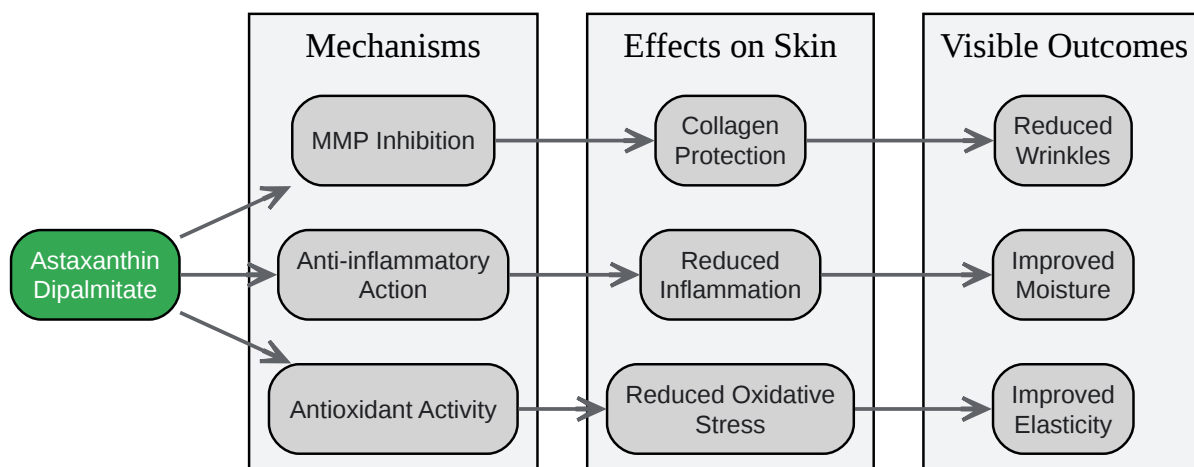 Mechanisms
Effects on Skin
Visible Outcomes
MMP Inhibition
Collagen
Protection
Reduced
Wrinkles
Astaxanthin
Dipalmitate
Anti-inflammatory
Action
Reduced
Inflammation
Improved
Moisture
Antioxidant Activity
Reduced Oxidative
Stress
Improved
Elasticity